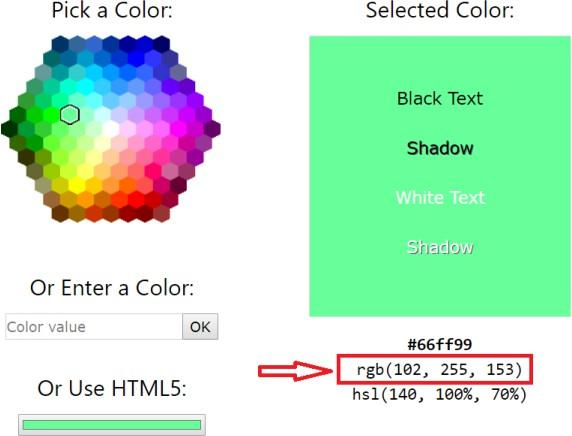 Pick a Color:
Selected Color:
Black Text
Shadow
White Text
Shadow
Or Enter a Color:
Color value
OK
#66ff99
rgb(102, 255, 153)
hsl(140, 100%, 70%)
Or Use HTML5: